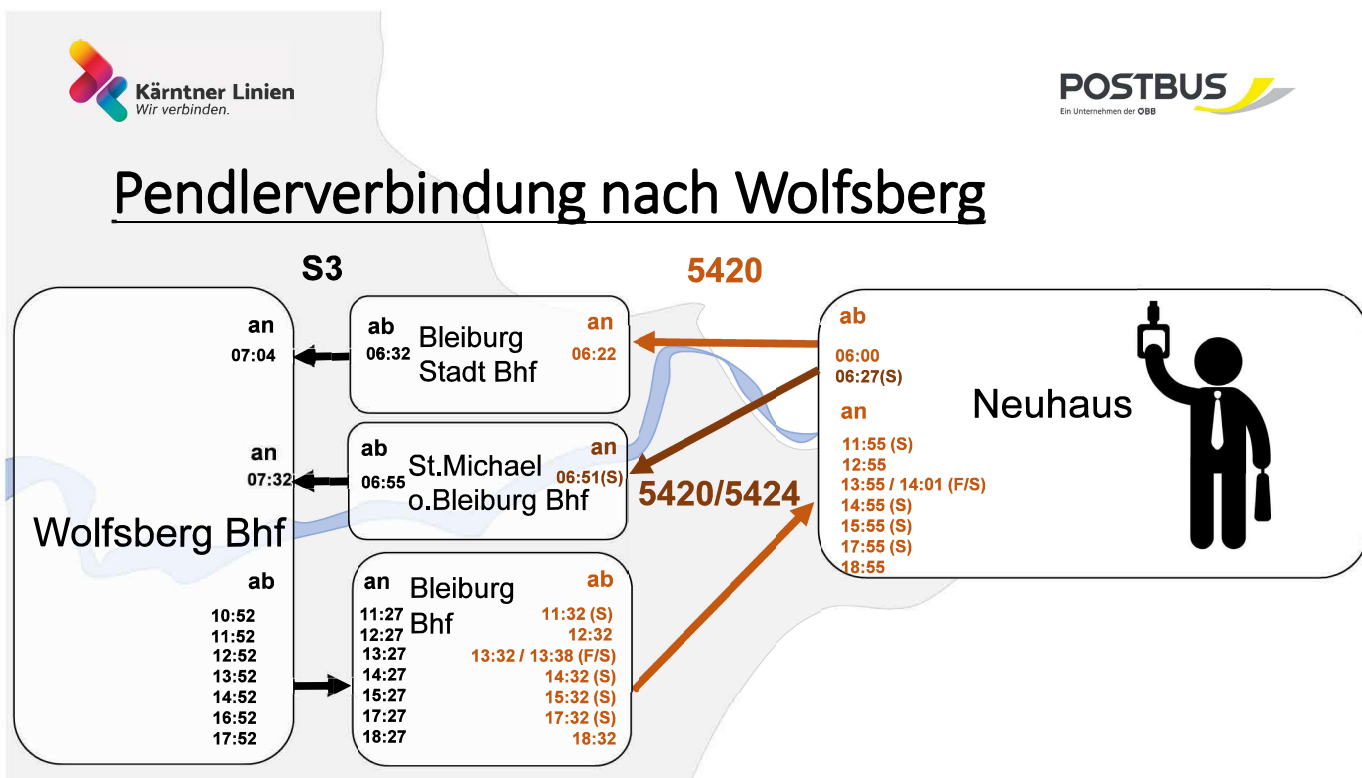 Kärntner Linien
Wir verbinden.
POSTBUS
Ein Unternehmen der ÖBB
Pendlerverbindung nach Wolfsberg
S3
5420
an
07:04
an
07:32
Wolfsberg Bhf
ab
10:52
11:52
12:52
13:52
14:52
16:52
17:52
ab
Bleiburg
an
06:32
Stadt Bhf
06:22
ab
St.Michael
an
06:55
o.Bleiburg Bhf
06:51(S)
5420/5424
an
Bleiburg
ab
Bhf
11:27
11:32 (S)
12:27
12:32
13:27
13:32 / 13:38 (F/S)
14:27
14:32 (S)
15:27
15:32 (S)
17:27
17:32 (S)
18:27
18:32
ab
06:00
06:27(S)
Neuhaus
an
11:55 (S)
12:55
13:55 / 14:01 (F/S)
14:55 (S)
15:55 (S)
17:55 (S)
18:55